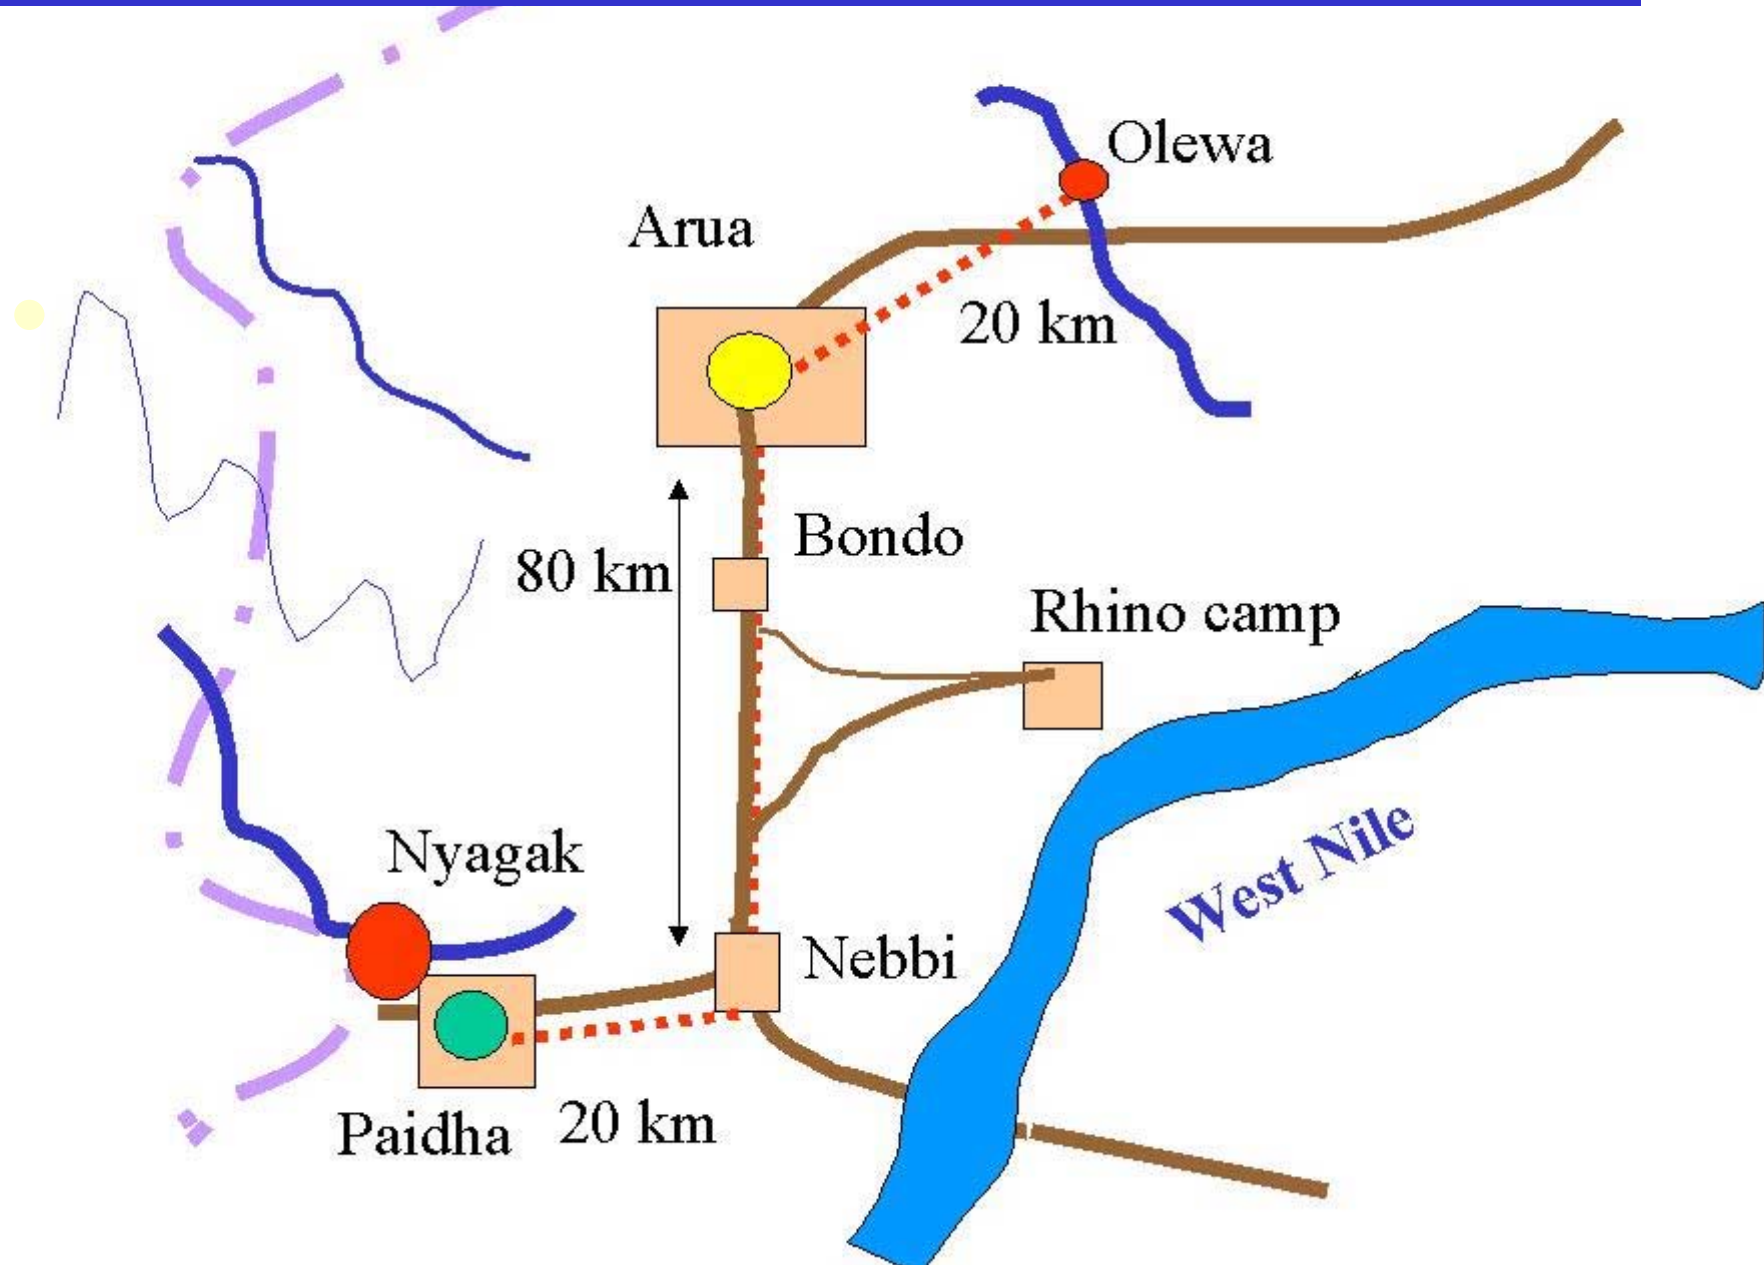 Olewa
Arua
20 km
Bondo
80 km
Rhino camp
West Nile
Nyagak
Nebbi
Paidha
20 km